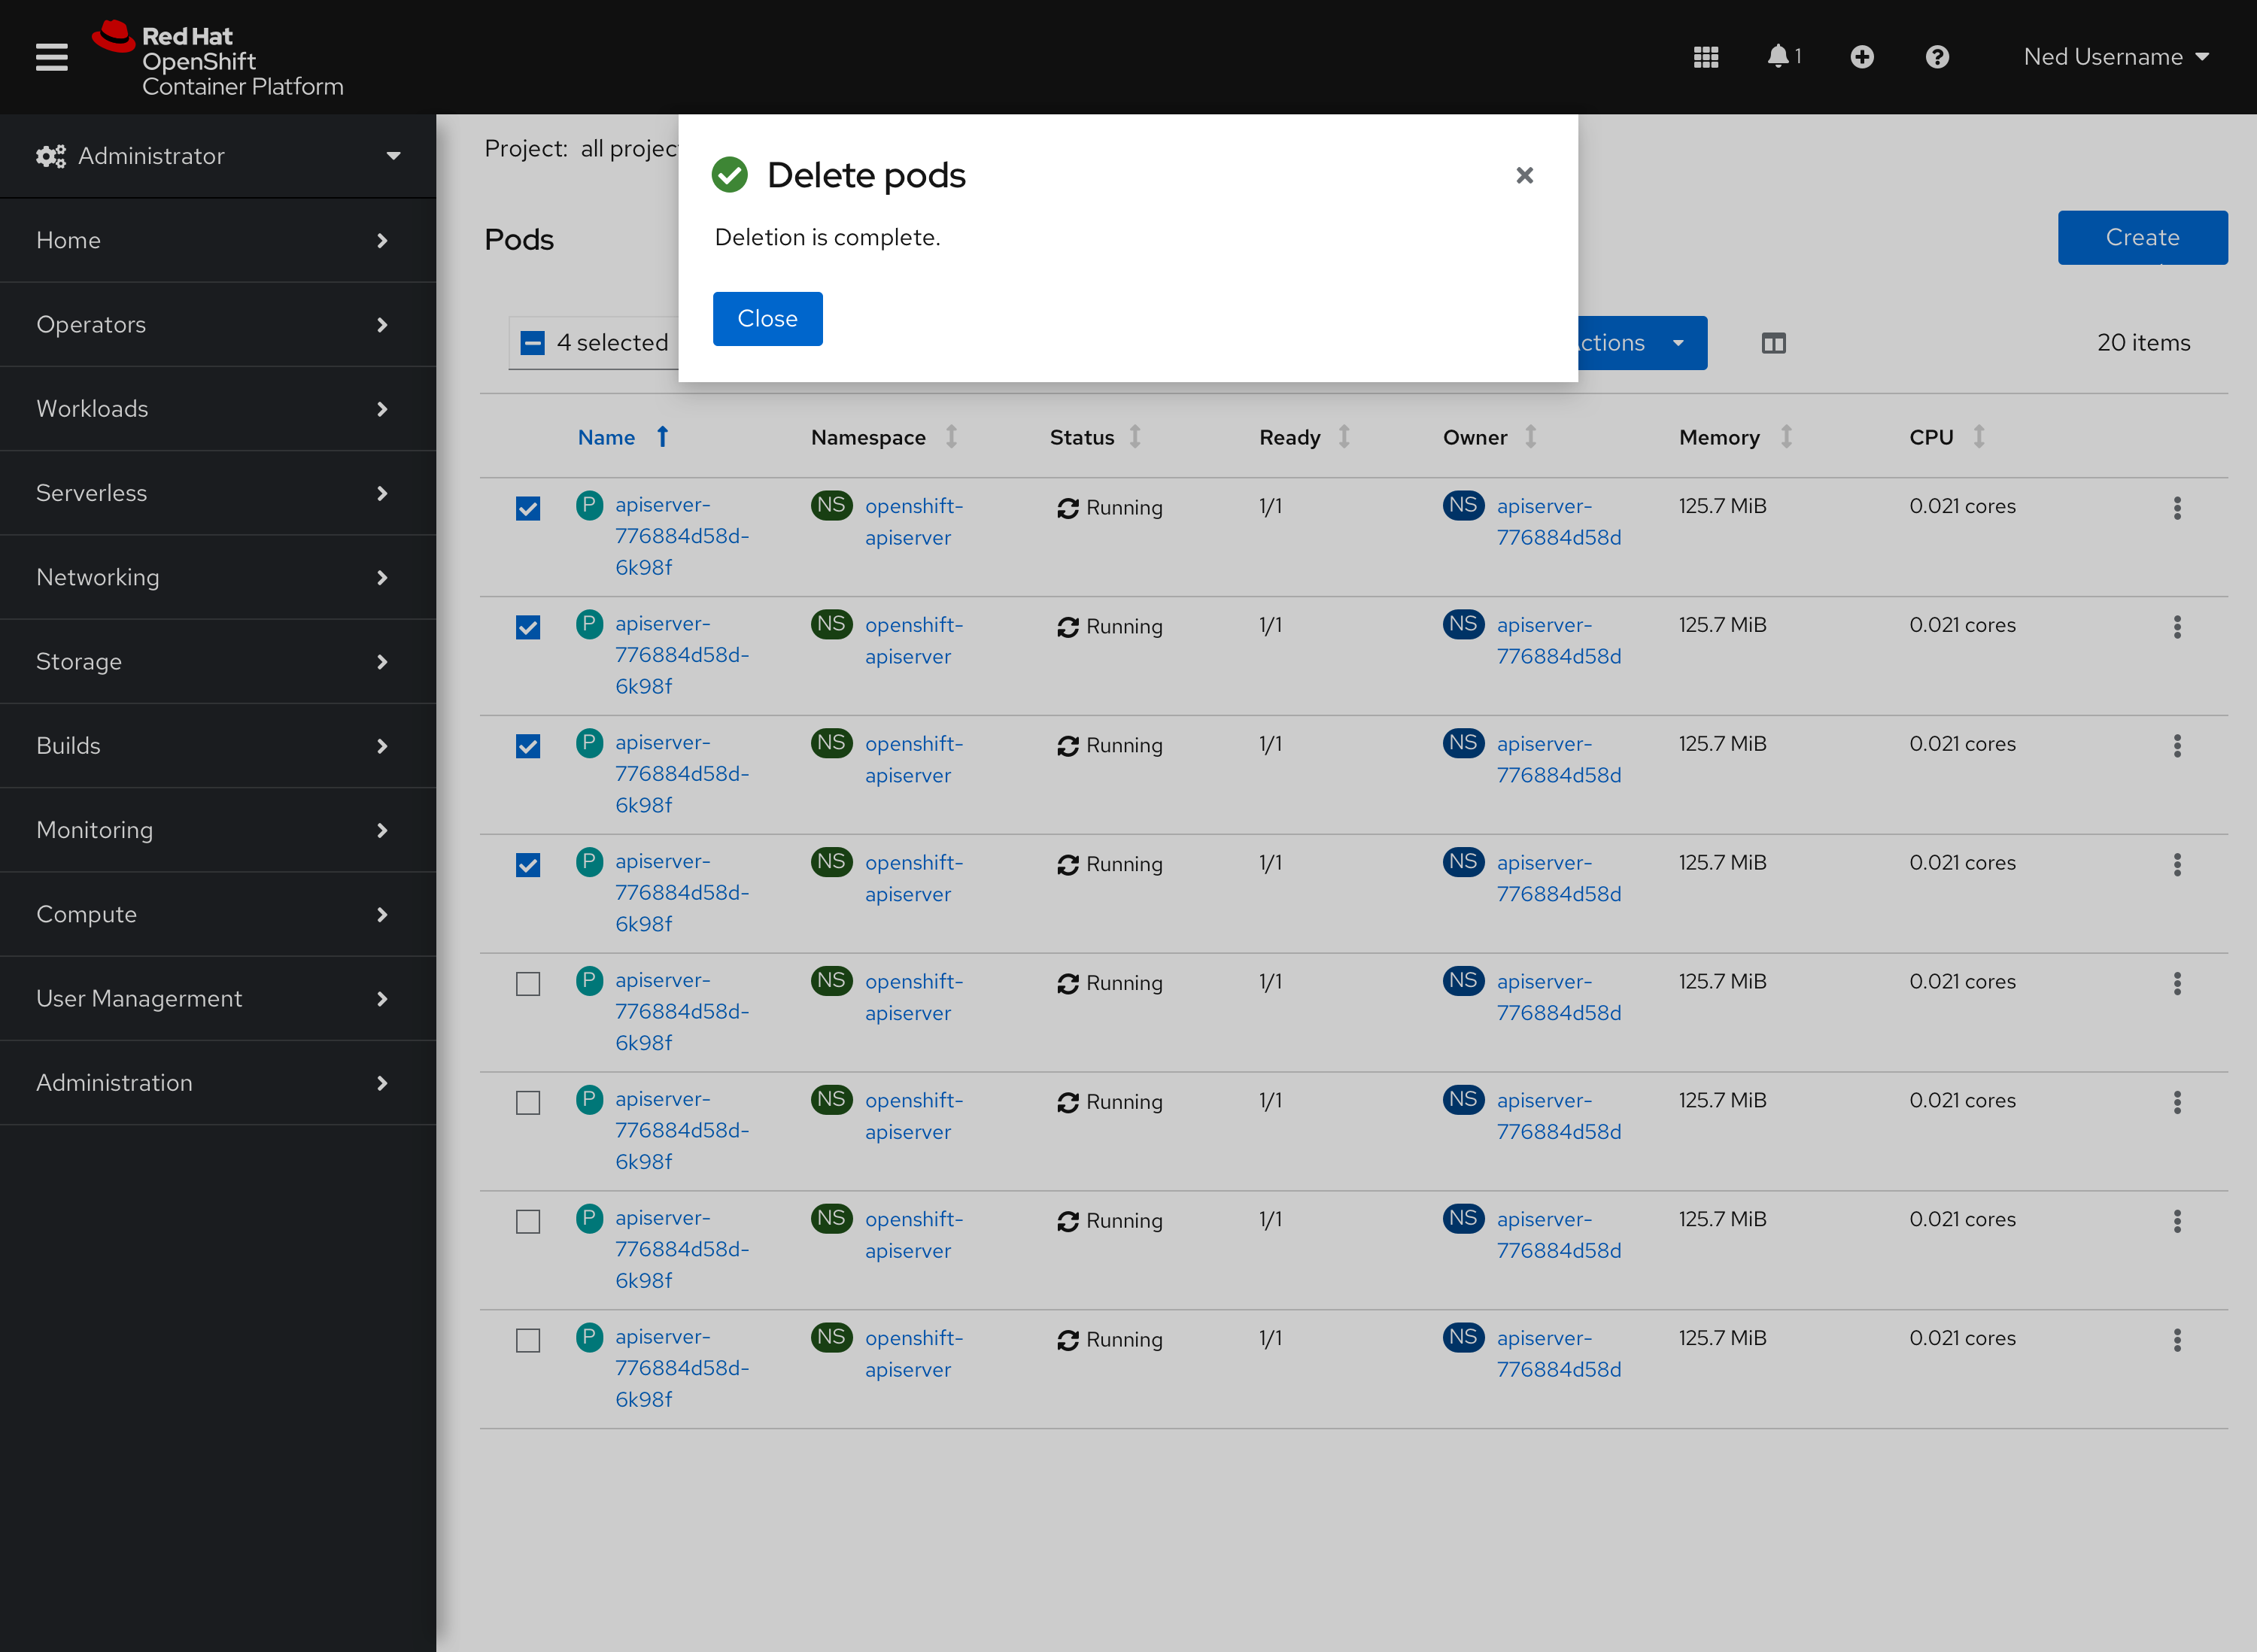 Red Hat
OpenShift
Container Platform
1
Ned Username
Administrator
Home
Operators
Workloads
Serverless
Networking
Storage
Builds
Monitoring
Compute
User Managerment
Administration
Project: all projec
Pods
Create
Delete pods
Deletion is complete.
Close
4 selected
ctions
20 items
Name Namespace Status Ready Owner Memory CPU
P apiserver- NS openshift- Running 1/1 NS apiserver- 125.7 MiB 0.021 cores
776884d58d- apiserver 776884d58d
6k98f
P apiserver- NS openshift- Running 1/1 NS apiserver- 125.7 MiB 0.021 cores
776884d58d- apiserver 776884d58d
6k98f
P apiserver- NS openshift- Running 1/1 NS apiserver- 125.7 MiB 0.021 cores
776884d58d- apiserver 776884d58d
6k98f
P apiserver- NS openshift- Running 1/1 NS apiserver- 125.7 MiB 0.021 cores
776884d58d- apiserver 776884d58d
6k98f
P apiserver- NS openshift- Running 1/1 NS apiserver- 125.7 MiB 0.021 cores
776884d58d- apiserver 776884d58d
6k98f
P apiserver- NS openshift- Running 1/1 NS apiserver- 125.7 MiB 0.021 cores
776884d58d- apiserver 776884d58d
6k98f
P apiserver- NS openshift- Running 1/1 NS apiserver- 125.7 MiB 0.021 cores
776884d58d- apiserver 776884d58d
6k98f
P apiserver- NS openshift- Running 1/1 NS apiserver- 125.7 MiB 0.021 cores
776884d58d- apiserver 776884d58d
6k98f